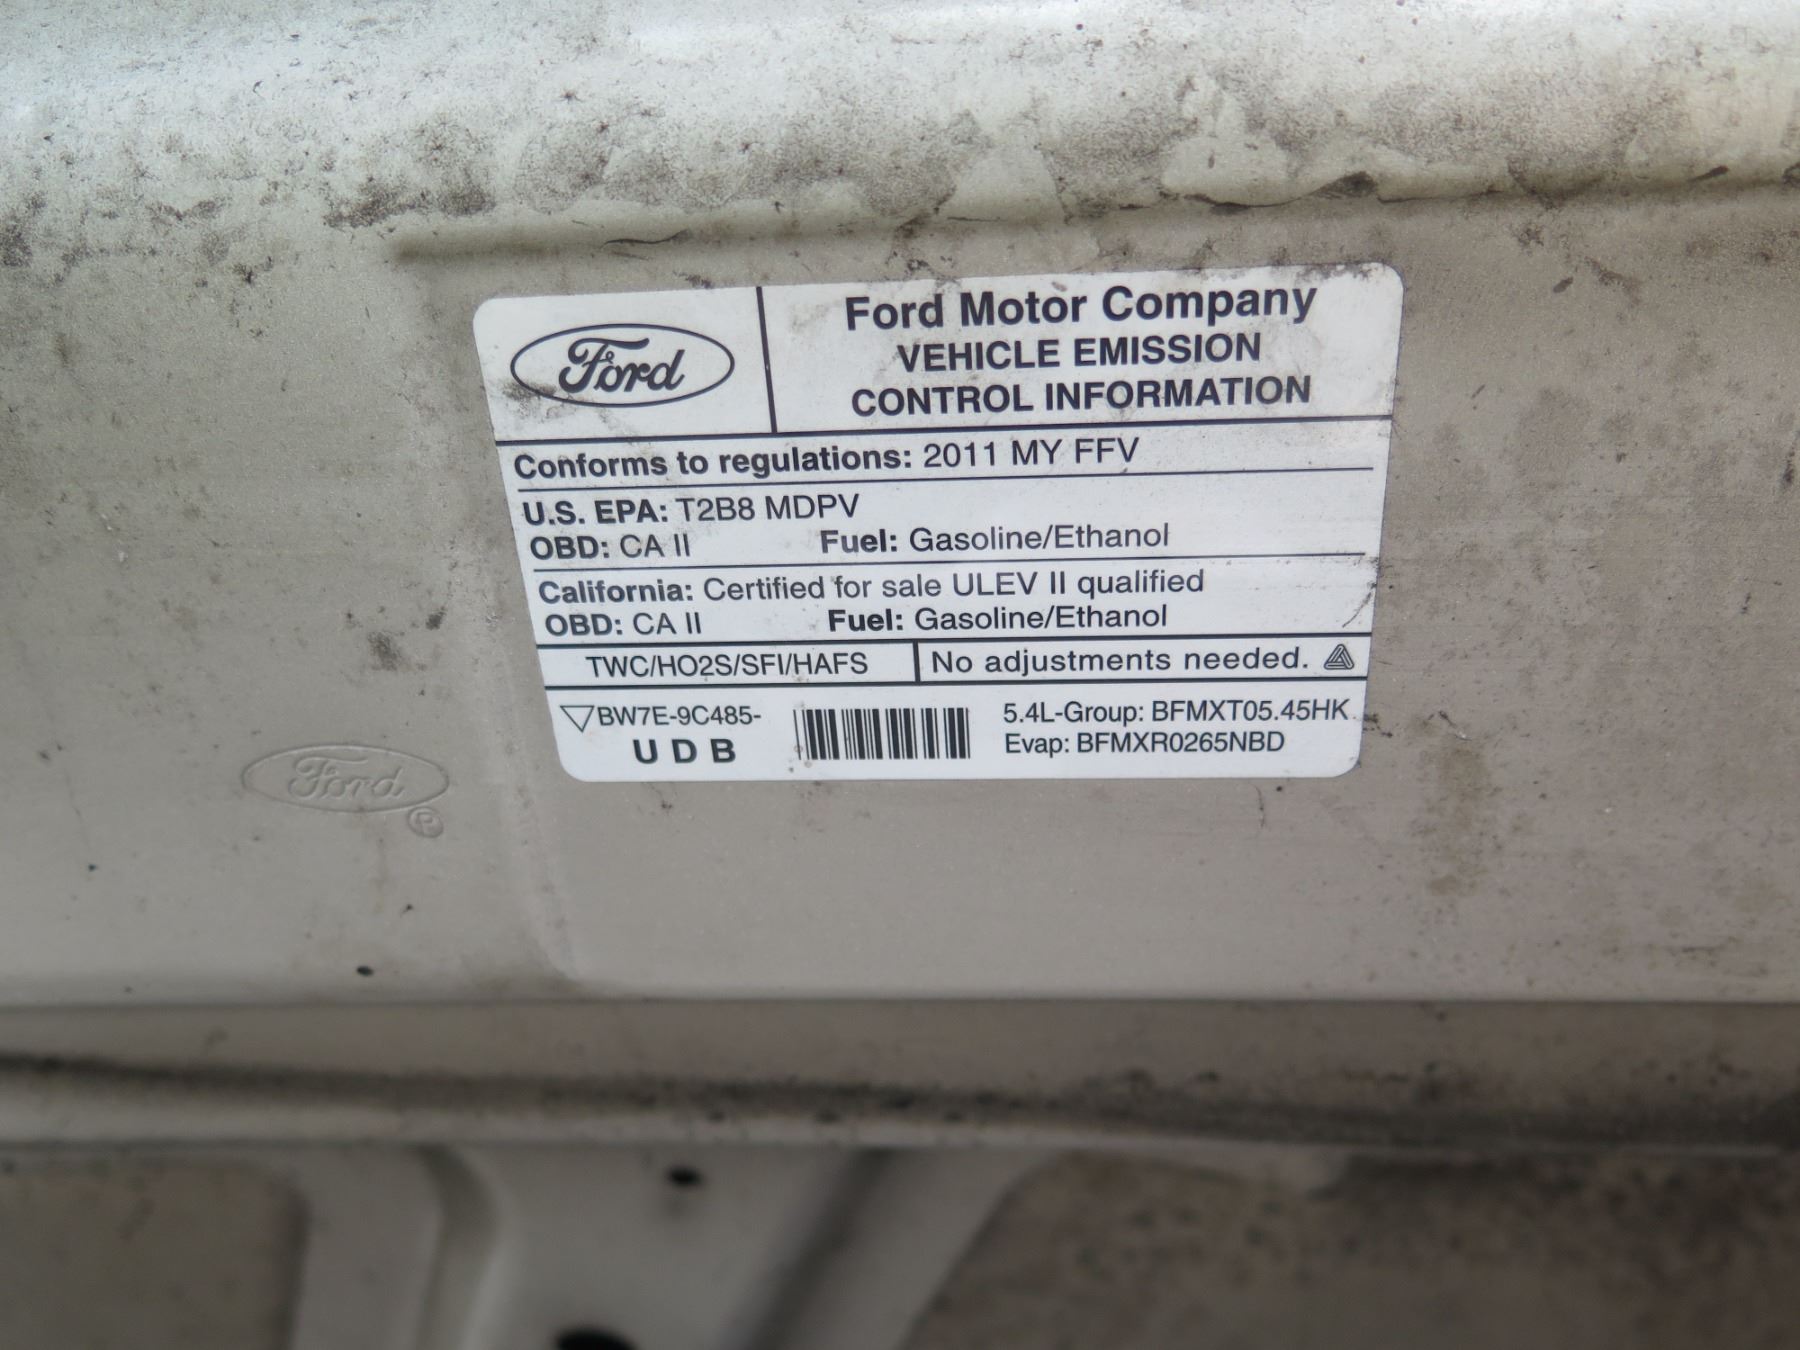 Ford
Ford Motor Company
VEHICLE EMISSION
CONTROL INFORMATION
Conforms to regulations: 2011 MY FFV
U.S. EPA: T2B8 MDPV
OBD: CA II Fuel: Gasoline/Ethanol
California: Certified for sale ULEV II qualified
OBD: CA II Fuel: Gasoline/Ethanol
TWC/HO2S/SFI/HAFS No adjustments needed.
BW7E-9C485-
UDB
5.4L-Group: BFMXT05.45HK
Evap: BFMXR0265NBD
Ford
P